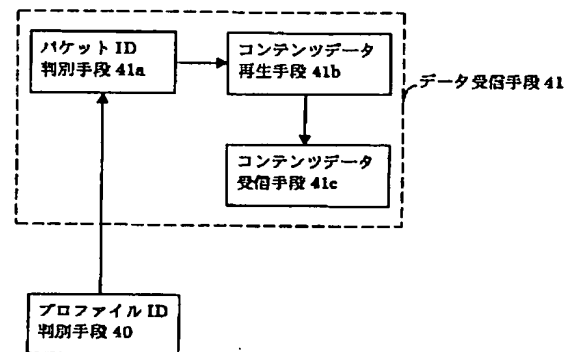 パケット ID
判別手段 41a
コンテンツデータ
再生手段 41b
データ受信手段 41
コンテンツデータ
受信手段 41c
プロファイル ID
判別手段 40